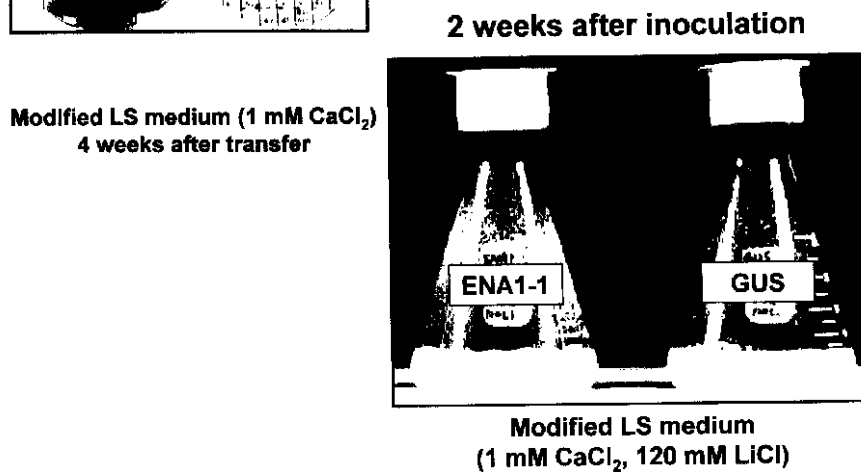 2 weeks after inoculation
Modified LS medium (1 mM CaCl₂)
4 weeks after transfer
ENA1-1
GUS
Modified LS medium
(1 mM CaCl₂, 120 mM LiCl)